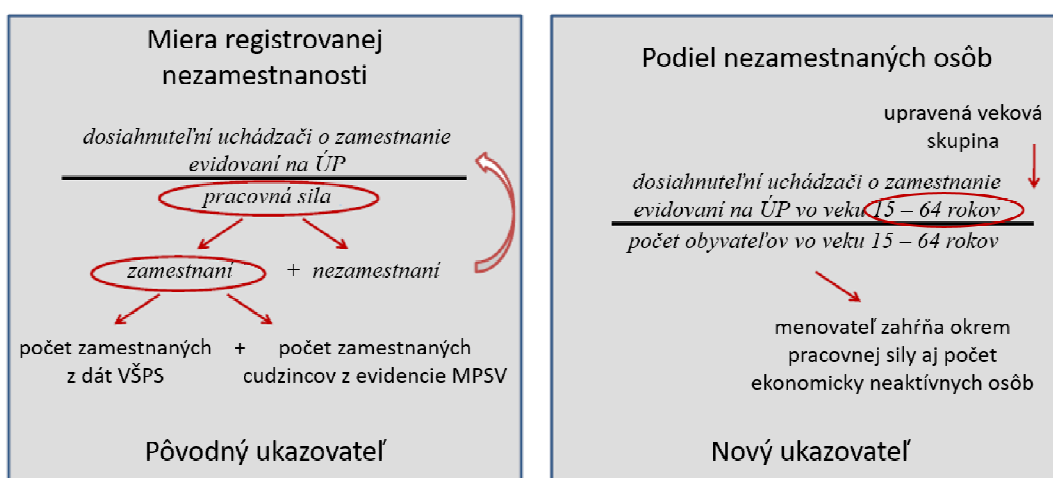 Miera registrovanej
nezamestnanosti
dosiahnuteľní uchádzači o zamestnanie
evidovaní na ÚP
pracovná sila
zamestnaní + nezamestnaní
počet zamestnaných + počet zamestnaných
z dát VŠPS cudzincov z evidencie MPSV
Pôvodný ukazovateľ
Podiel nezamestnaných osôb
upravená veková
skupina
dosiahnuteľní uchádzači o zamestnanie
evidovaní na ÚP vo veku 15 – 64 rokov
počet obyvateľov vo veku 15 – 64 rokov
menovateľ zahŕňa okrem
pracovnej sily aj počet
ekonomicky neaktívnych osôb
Nový ukazovateľ